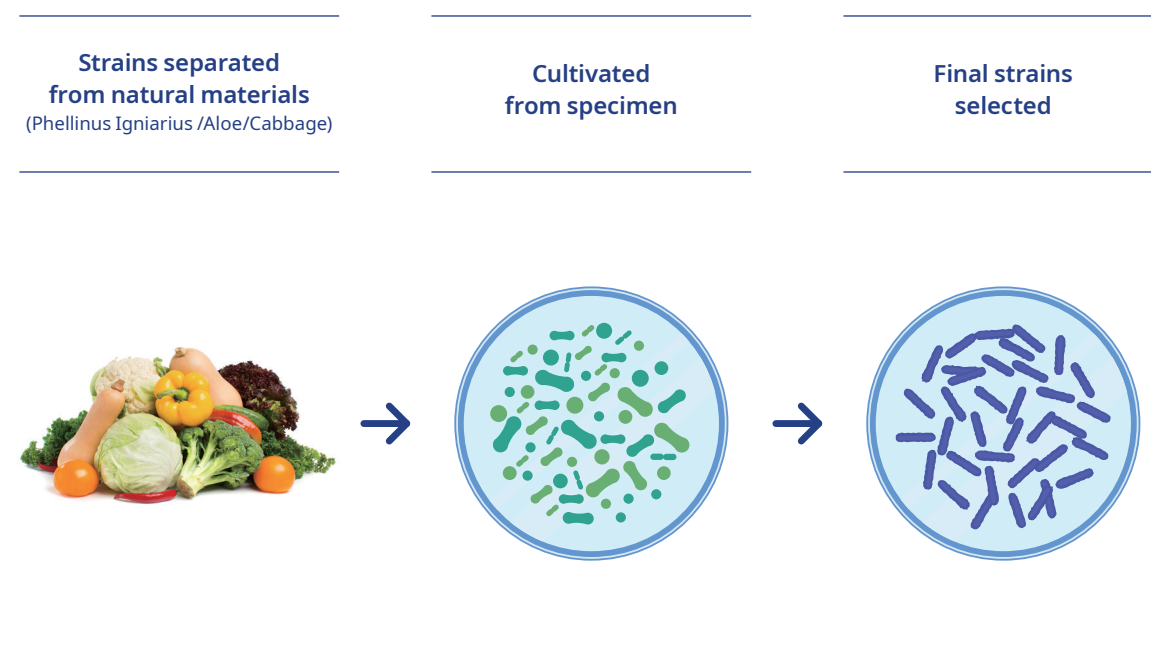 Strains separated
from natural materials
(Phellinus Igniarius /Aloe/Cabbage)
Cultivated
from specimen
Final strains
selected